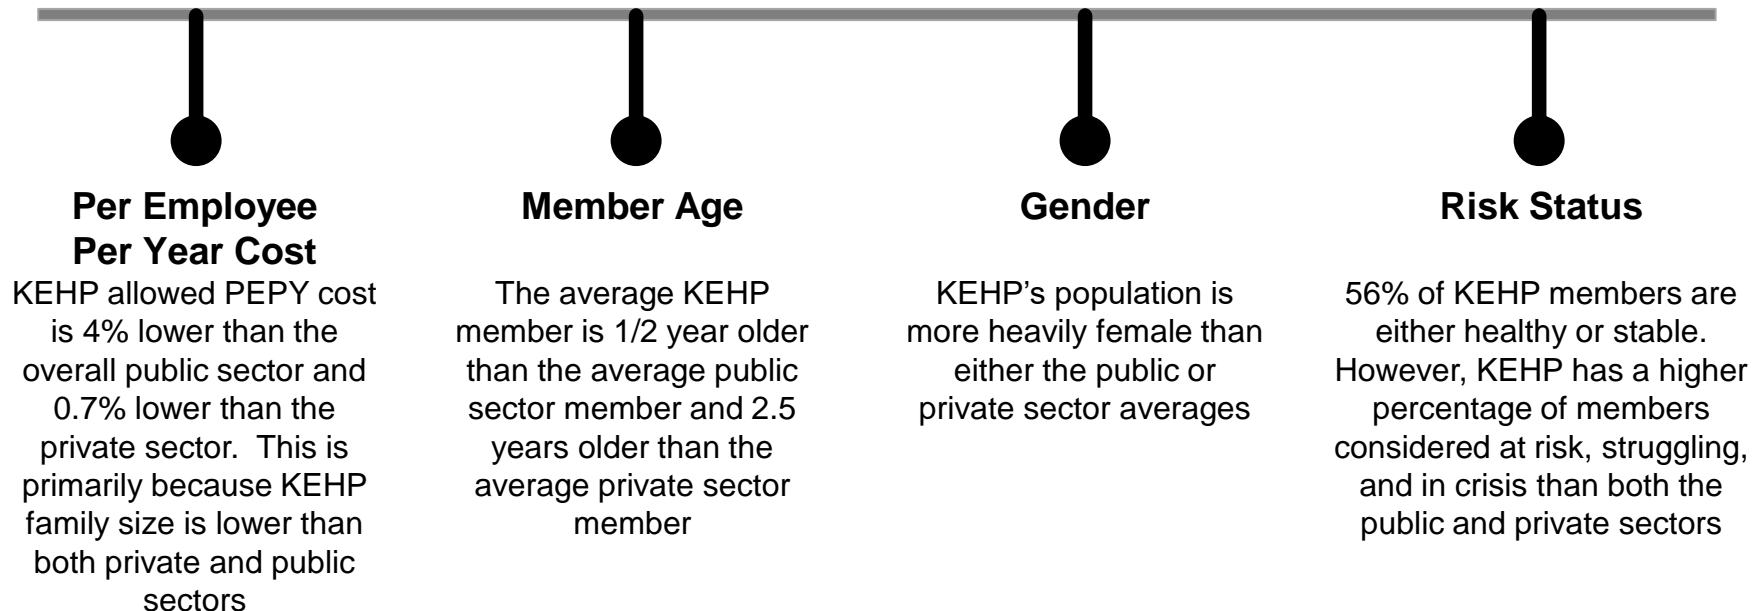 Per Employee
Per Year Cost
KEHP allowed PEPY cost
is 4% lower than the
overall public sector and
0.7% lower than the
private sector.  This is
primarily because KEHP
family size is lower than
both private and public
sectors
Member Age
The average KEHP
member is 1/2 year older
than the average public
sector member and 2.5
years older than the
average private sector
member
Gender
KEHP’s population is
more heavily female than
either the public or
private sector averages
Risk Status
56% of KEHP members are
either healthy or stable.
However, KEHP has a higher
percentage of members
considered at risk, struggling,
and in crisis than both the
public and private sectors